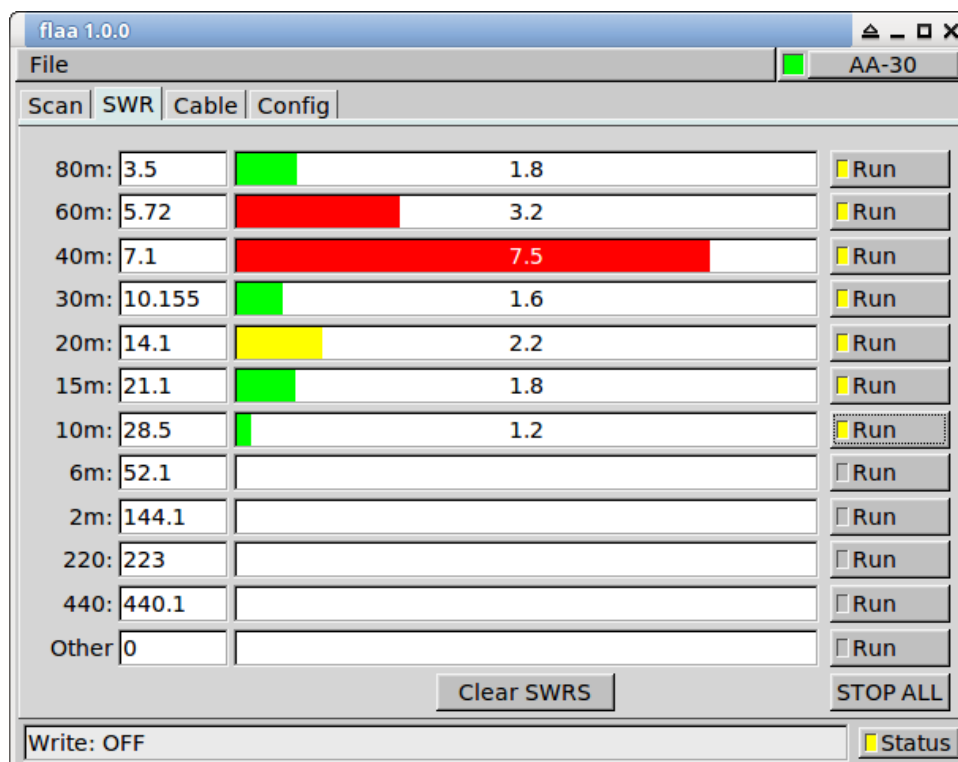 flaa 1.0.0
File AA-30
Scan SWR Cable Config
80m: 3.5 1.8 Run
60m: 5.72 3.2 Run
40m: 7.1 7.5 Run
30m: 10.155 1.6 Run
20m: 14.1 2.2 Run
15m: 21.1 1.8 Run
10m: 28.5 1.2 Run
6m: 52.1 Run
2m: 144.1 Run
220: 223 Run
440: 440.1 Run
Other 0 Run
Clear SWRS STOP ALL
Write: OFF Status